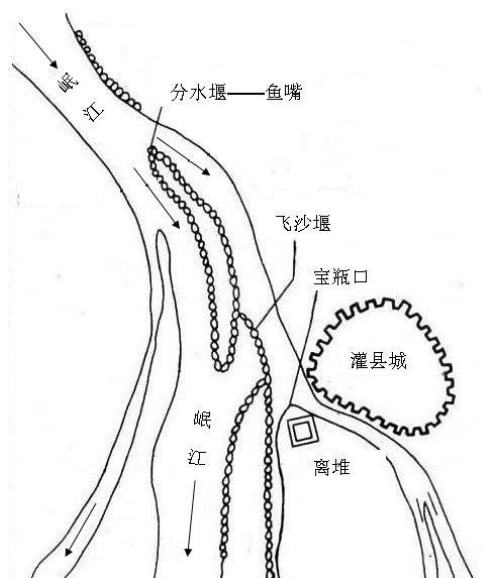 岷江
分水堰——鱼嘴
飞沙堰
宝瓶口
灌县城
岷江
离堆